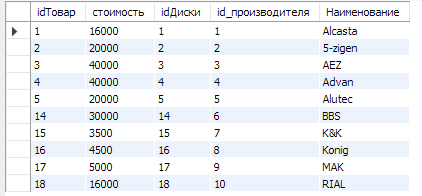 idТовар стоимость idДиски id_производителя Наименование
1 16000 1 1 Alcasta
2 20000 2 2 5-zigen
3 40000 3 3 AEZ
4 40000 4 4 Advan
5 20000 5 5 Alutec
14 30000 14 6 BBS
15 3500 15 7 K&K
16 4500 16 8 Konig
17 5000 17 9 MAK
18 16000 18 10 RIAL